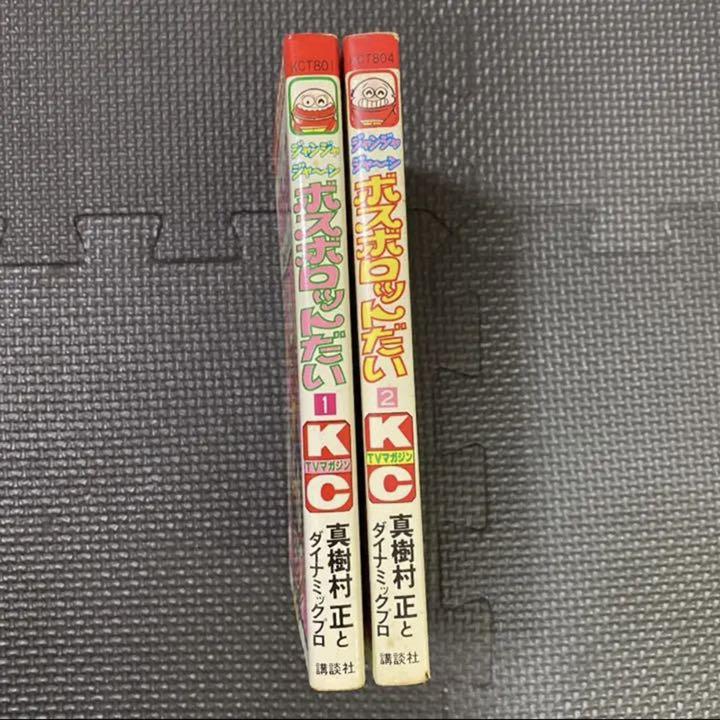 KCT801
ジャンジャ
ジャ〜ン
ボスボロットだい
1
K
TVマガジン
C
真樹村正と
ダイナミックプロ
講談社
KCT804
ジャンジャ
ジャ〜ン
ボスボロットだい
2
K
TVマガジン
C
真樹村正と
ダイナミックプロ
講談社